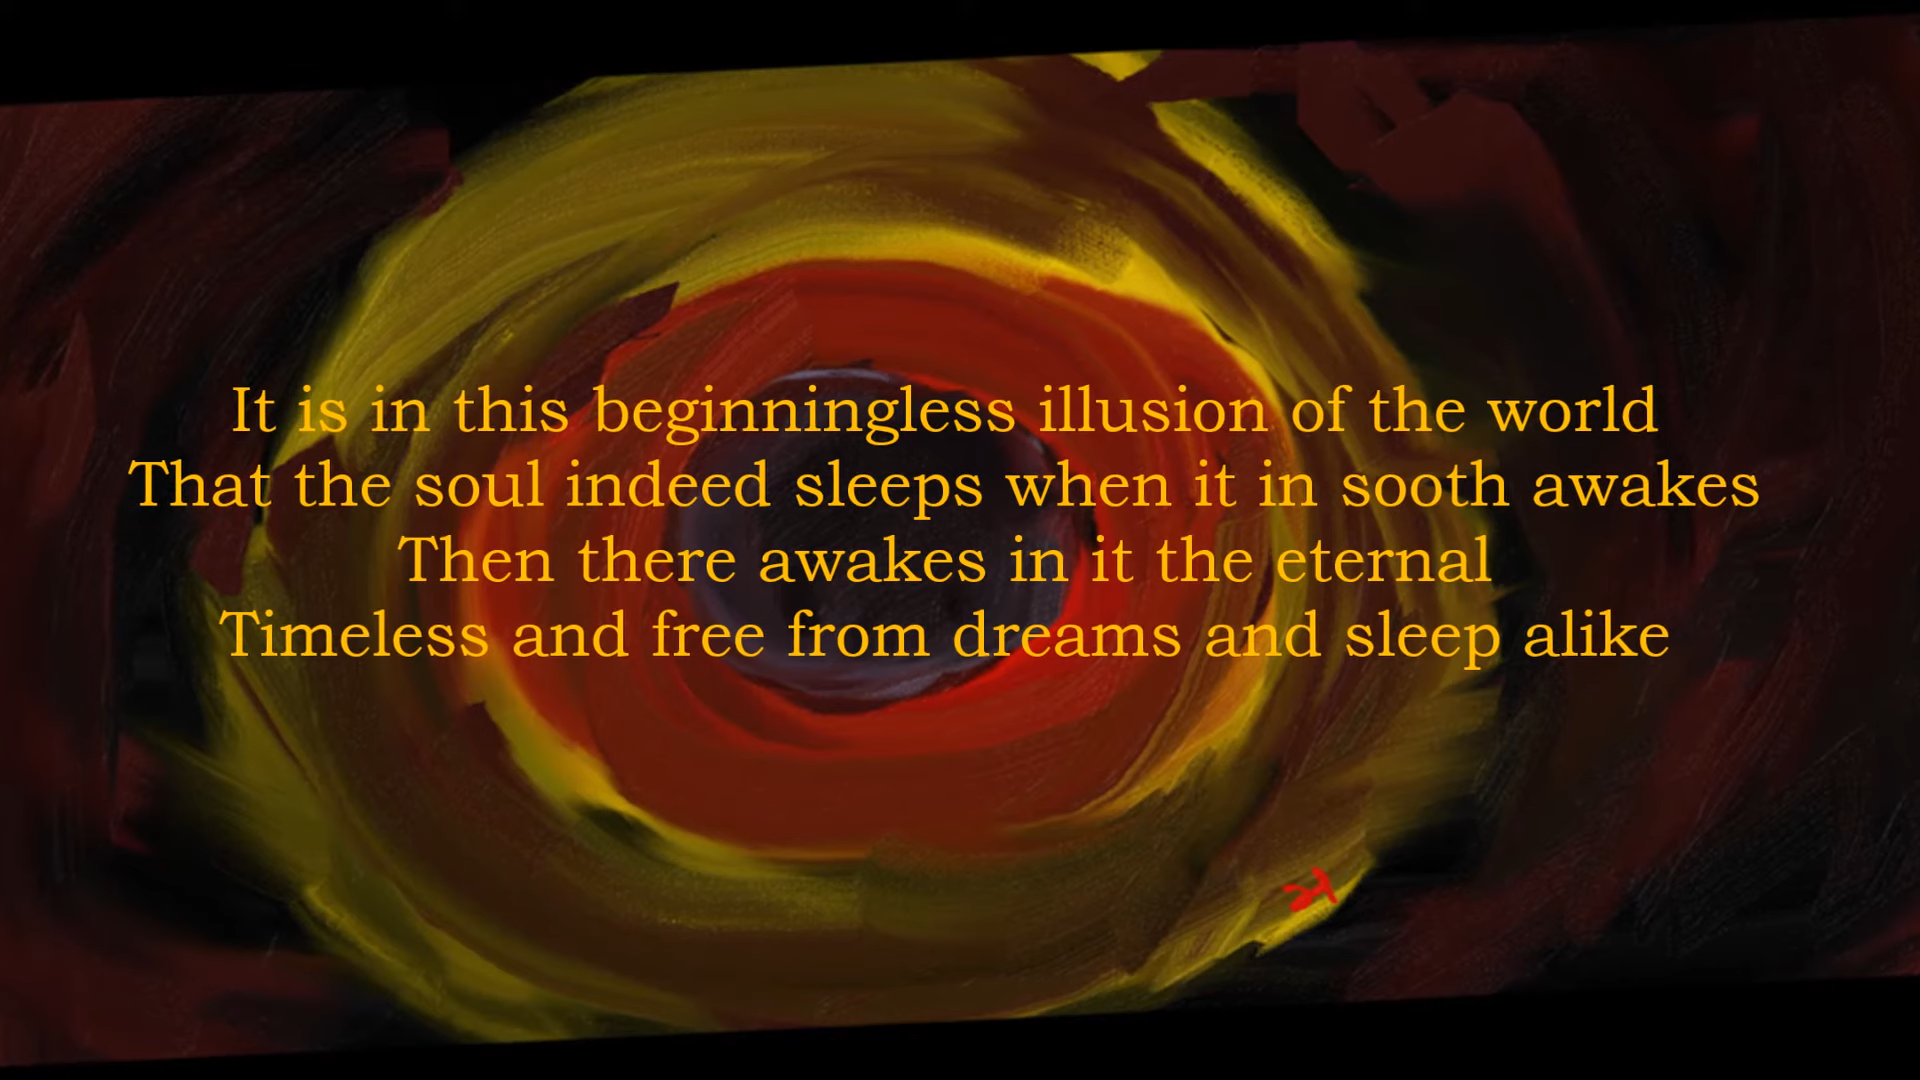 It is in this beginningless illusion of the world
That the soul indeed sleeps when it in sooth awakes
Then there awakes in it the eternal
Timeless and free from dreams and sleep alike